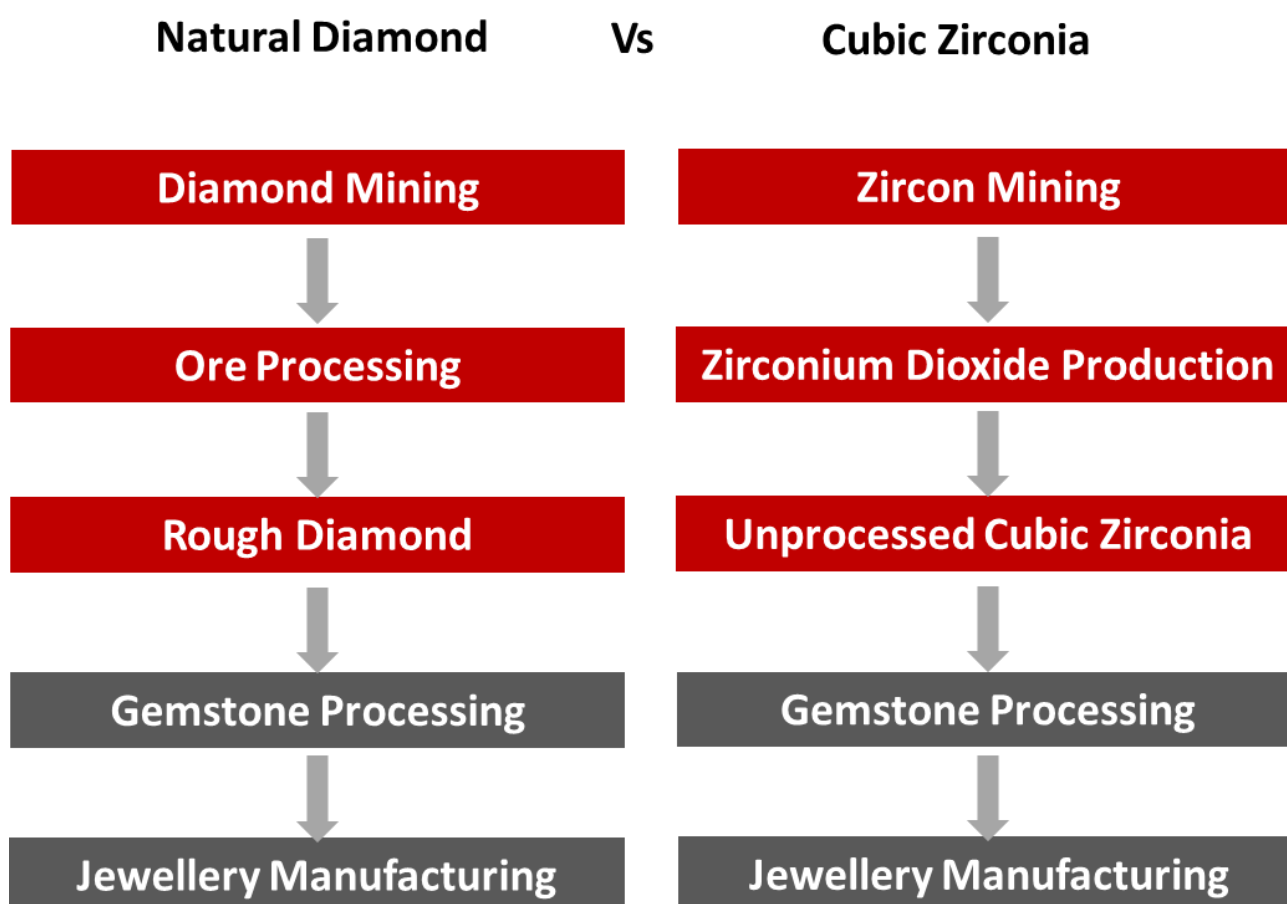 Natural Diamond Vs Cubic Zirconia
Diamond Mining
Zircon Mining
Ore Processing
Zirconium Dioxide Production
Rough Diamond
Unprocessed Cubic Zirconia
Gemstone Processing
Gemstone Processing
Jewellery Manufacturing
Jewellery Manufacturing